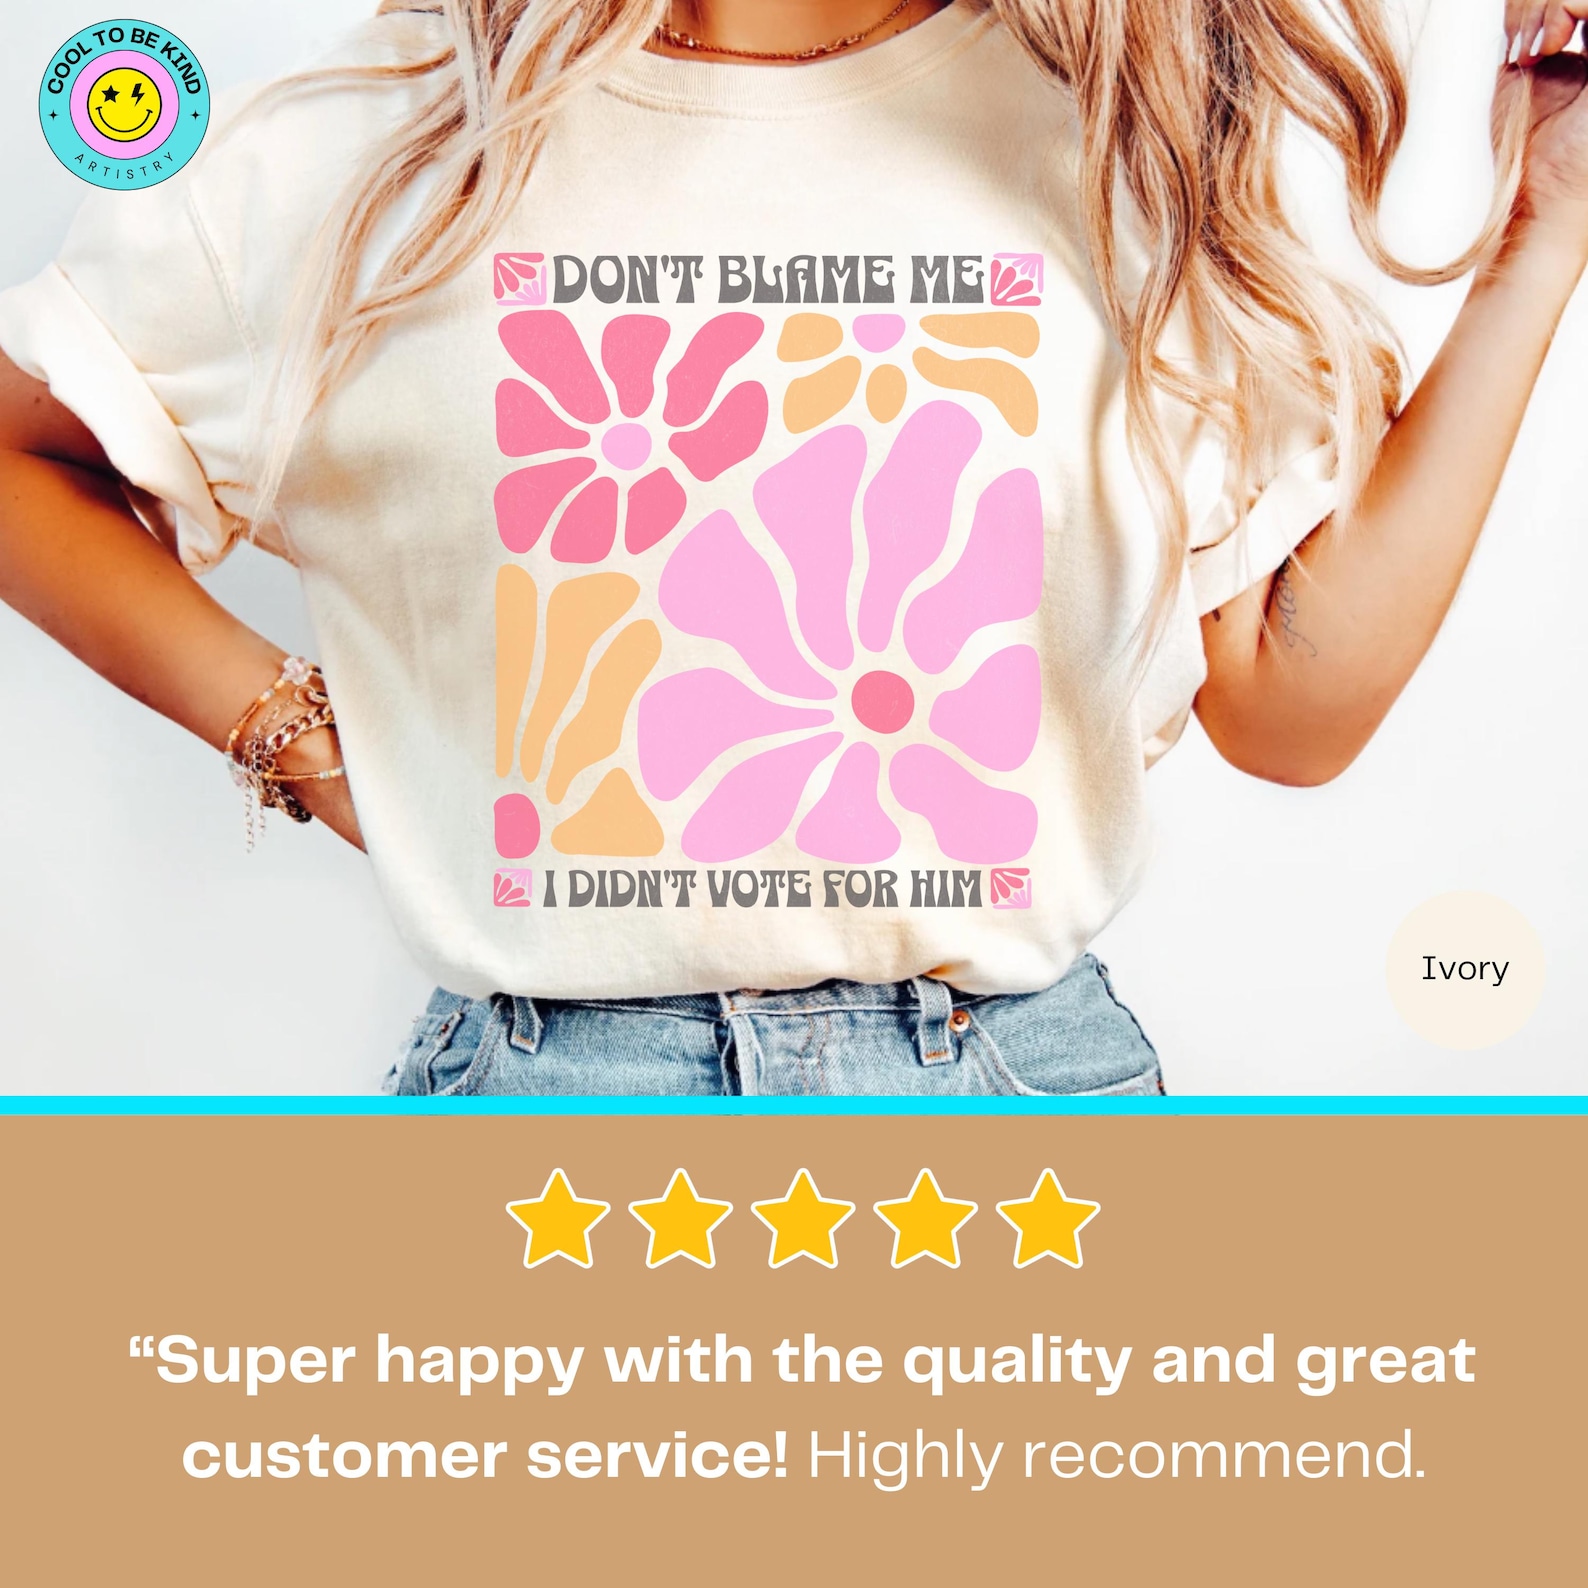 COOL TO BE KIND
ARTISTRY
DON'T BLAME ME
I DIDN'T VOTE FOR HIM
Ivory
“Super happy with the quality and great
customer service! Highly recommend.